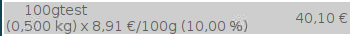 100gtest
(0,500 kg) x 8,91 €/100g (10,00 %)
40,10 €